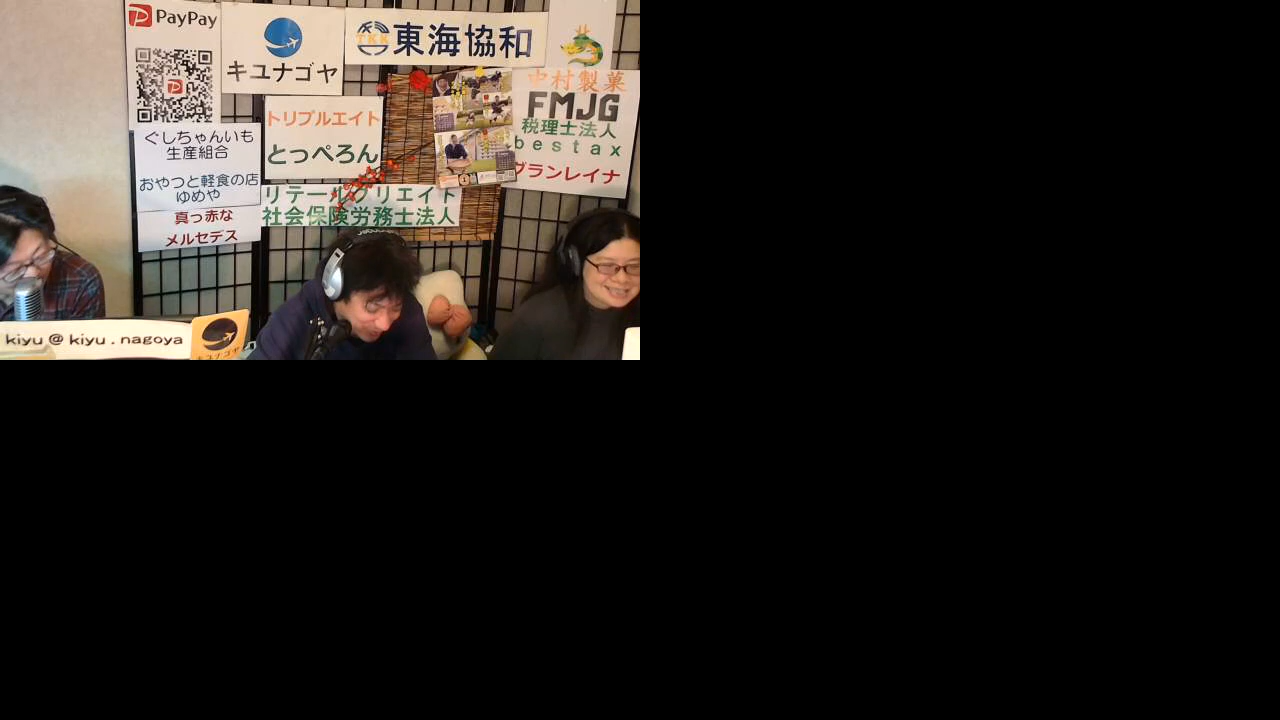 PayPay
キユナゴヤ
TKK
東海協和
中村製菓
FMJG
税理士法人
bestax
グランレイナ
トリプルエイト
とっぺろん
ぐしちゃんいも
生産組合
おやつと軽食の店
ゆめや
真っ赤な
メルセデス
リテールクリエイト
社会保険労務士法人
kiyu@kiyu.nagoya
キユナゴヤ